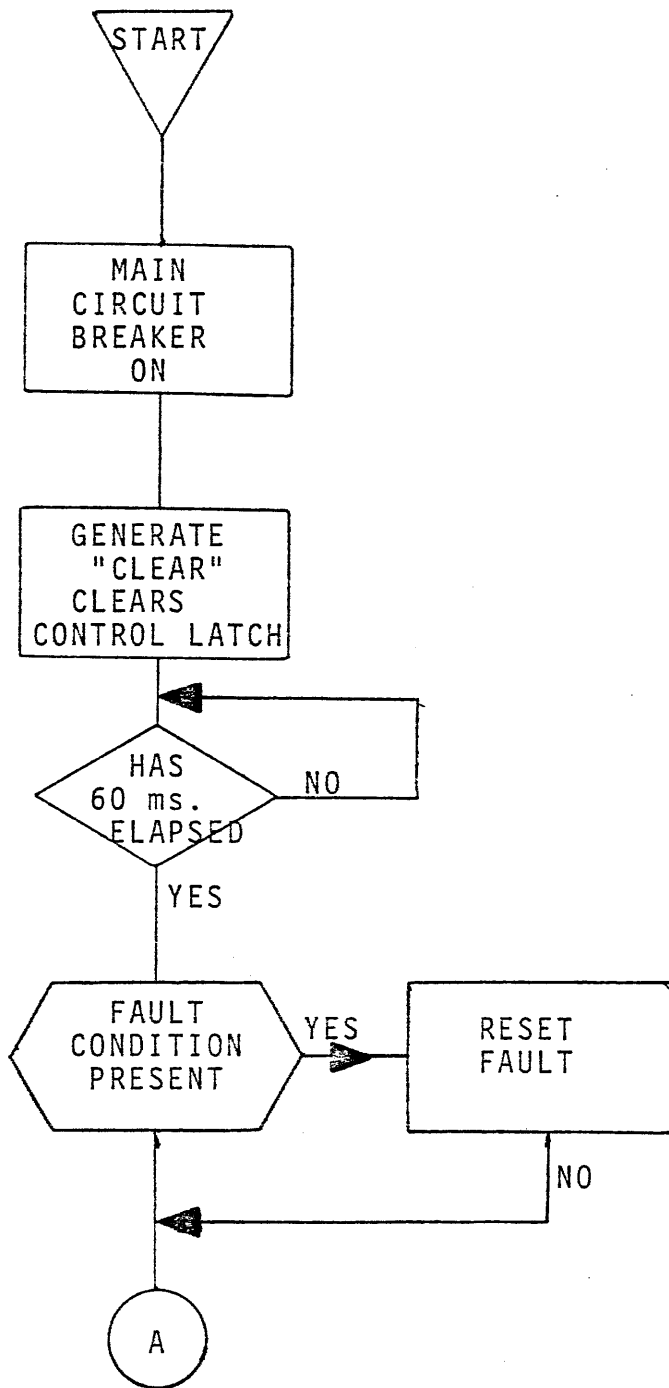 START
MAIN
CIRCUIT
BREAKER
ON
GENERATE
"CLEAR"
CLEARS
CONTROL LATCH
HAS
60 ms.
ELAPSED
NO
YES
FAULT
CONDITION
PRESENT
YES
RESET
FAULT
NO
A